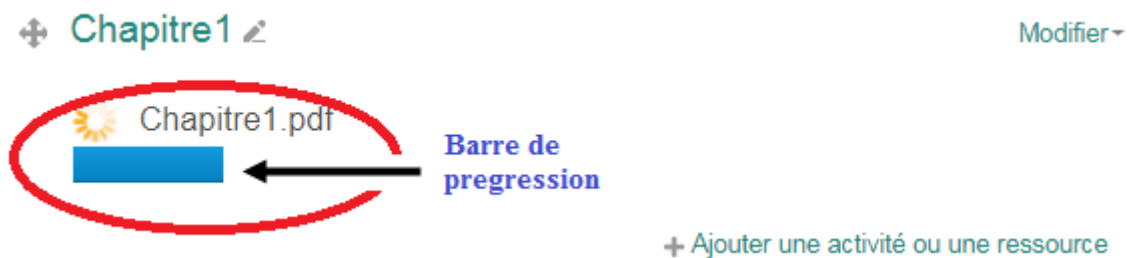 Chapitre1
Modifier
Chapitre1.pdf
Barre de
pregression
Ajouter une activité ou une ressource